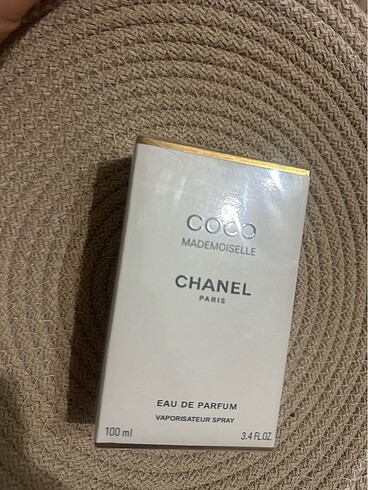 COCO
MADEMOISELLE
CHANEL
PARIS
EAU DE PARFUM
VAPORISATEUR SPRAY
100 ml
3.4 FL.OZ.